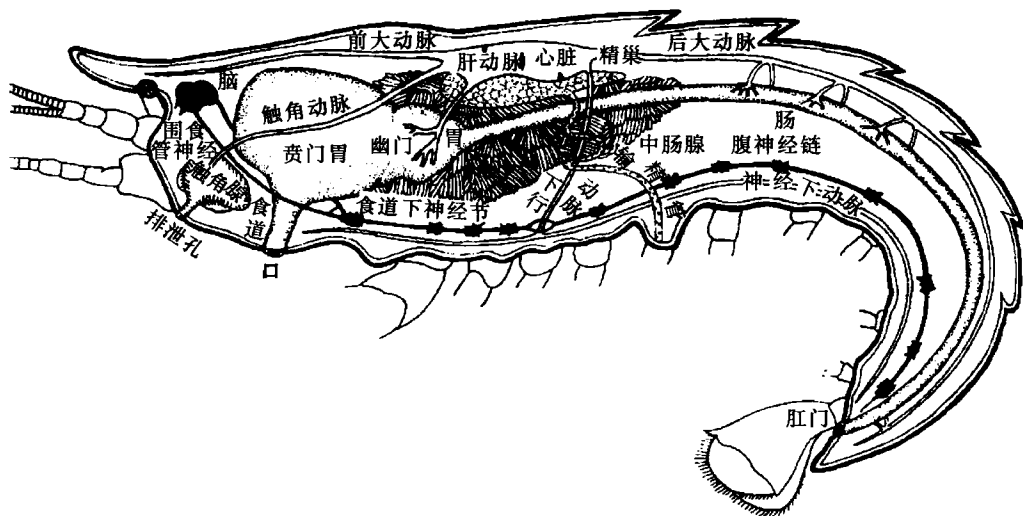 前大动脉
后大动脉
肝动脉
心脏
精巢
脑
触角动脉
围食
管神经
肠
幽门
胃
中肠腺
腹神经链
贲门胃
触角腺
下行
动脉
输精管
神经下动脉
食道下神经节
食道
排泄孔
口
肛门